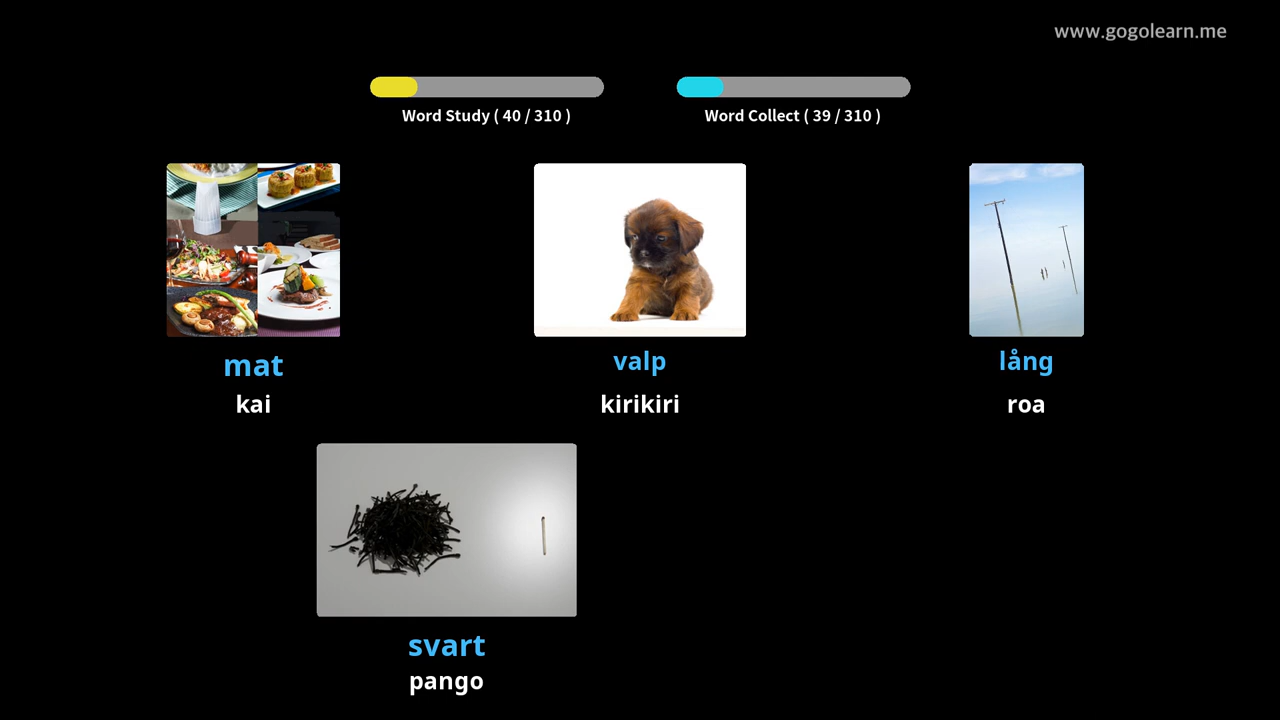 www.gogolearn.me
Word Study ( 40 / 310 )
Word Collect ( 39 / 310 )
mat
kai
valp
kirikiri
lång
roa
svart
pango